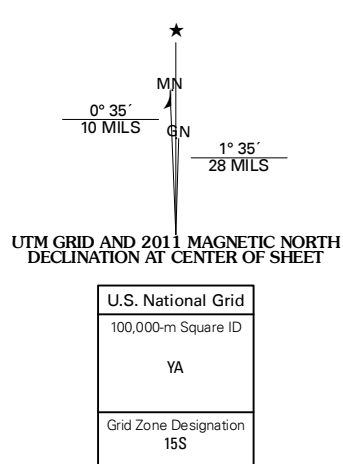 ★
MN
0° 35´
10 MILS
GN
1° 35´
28 MILS
UTM GRID AND 2011 MAGNETIC NORTH
DECLINATION AT CENTER OF SHEET
U.S. National Grid
100,000-m Square ID
YA
Grid Zone Designation
15S